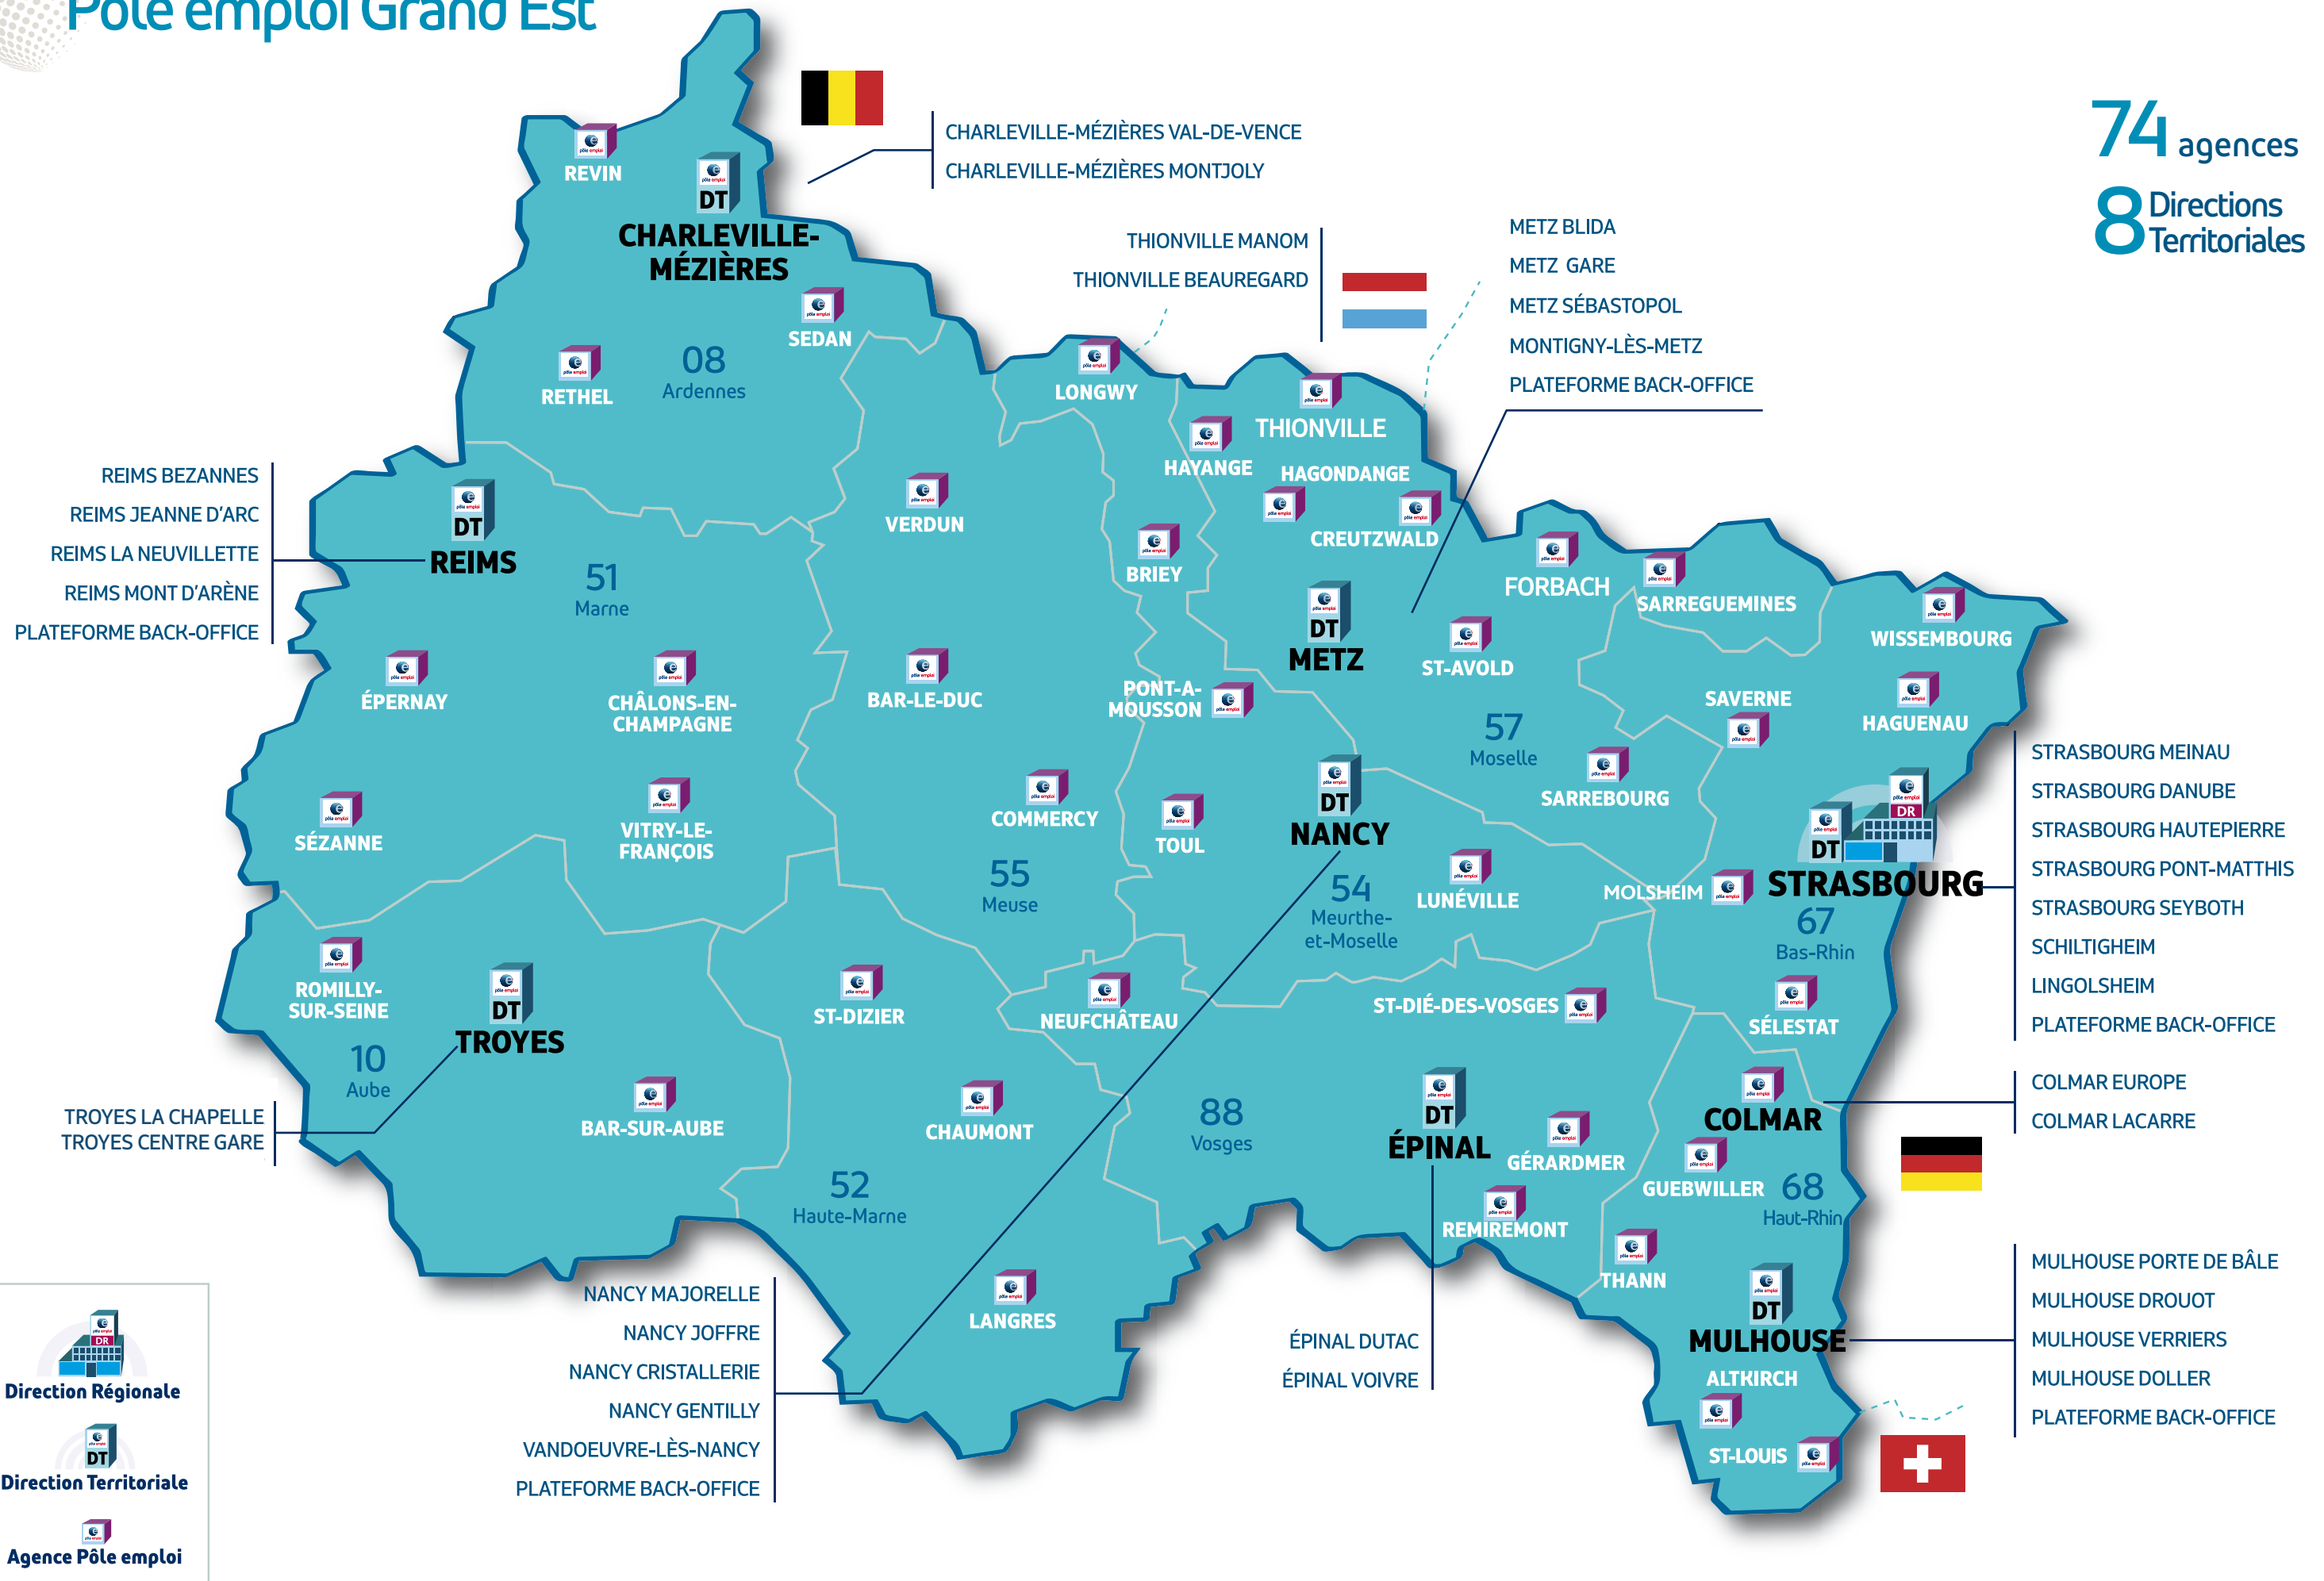 Pôle emploi Grand Est
74 agences
8 Directions
Territoriales
CHARLEVILLE-MÉZIÈRES VAL-DE-VENCE
CHARLEVILLE-MÉZIÈRES MONTJOLY
REVIN
DT
CHARLEVILLE-
MÉZIÈRES
SEDAN
RETHEL
08
Ardennes
THIONVILLE MANOM
THIONVILLE BEAUREGARD
METZ BLIDA
METZ GARE
METZ SÉBASTOPOL
MONTIGNY-LÈS-METZ
PLATEFORME BACK-OFFICE
LONGWY
THIONVILLE
HAYANGE
HAGONDANGE
CREUTZWALD
BRIEY
VERDUN
REIMS BEZANNES
REIMS JEANNE D'ARC
REIMS LA NEUVILLETTE
REIMS MONT D'ARÈNE
PLATEFORME BACK-OFFICE
DT
REIMS
51
Marne
FORBACH
SARREGUEMINES
WISSEMBOURG
DT
METZ
ST-AVOLD
ÉPERNAY
CHÂLONS-EN-
CHAMPAGNE
BAR-LE-DUC
PONT-A-
MOUSSON
SAVERNE
HAGUENAU
57
Moselle
SARREBOURG
SÉZANNE
VITRY-LE-
FRANÇOIS
COMMERCY
TOUL
DT
NANCY
55
Meuse
54
Meurthe-
et-Moselle
LUNÉVILLE
MOLSHEIM
DR
DT
STRASBOURG
67
Bas-Rhin
STRASBOURG MEINAU
STRASBOURG DANUBE
STRASBOURG HAUTEPIERRE
STRASBOURG PONT-MATTHIS
STRASBOURG SEYBOTH
SCHILTIGHEIM
LINGOLSHEIM
PLATEFORME BACK-OFFICE
ROMILLY-
SUR-SEINE
DT
TROYES
10
Aube
ST-DIZIER
NEUFCHÂTEAU
ST-DIÉ-DES-VOSGES
SÉLESTAT
TROYES LA CHAPELLE
TROYES CENTRE GARE
BAR-SUR-AUBE
CHAUMONT
88
Vosges
DT
ÉPINAL
GÉRARDMER
COLMAR
COLMAR EUROPE
COLMAR LACARRE
GUEBWILLER
68
Haut-Rhin
52
Haute-Marne
REMIREMONT
THANN
LANGRES
DT
MULHOUSE
MULHOUSE PORTE DE BÂLE
MULHOUSE DROUOT
MULHOUSE VERRIERS
MULHOUSE DOLLER
PLATEFORME BACK-OFFICE
ALTKIRCH
ST-LOUIS
NANCY MAJORELLE
NANCY JOFFRE
NANCY CRISTALLERIE
NANCY GENTILLY
VANDOEUVRE-LÈS-NANCY
PLATEFORME BACK-OFFICE
ÉPINAL DUTAC
ÉPINAL VOIVRE
DR
Direction Régionale
DT
Direction Territoriale
Agence Pôle emploi